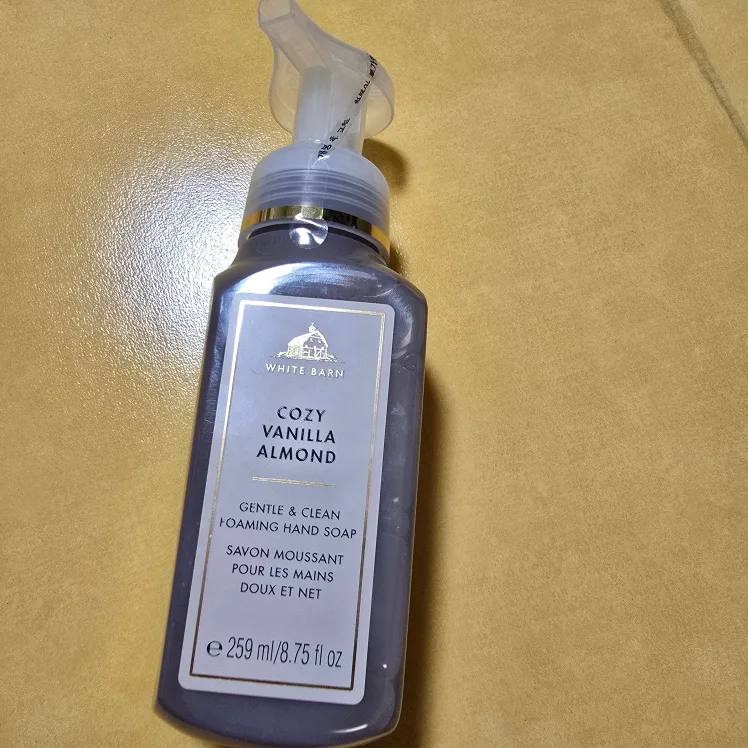 WHITE BARN
COZY
VANILLA
ALMOND
GENTLE & CLEAN
FOAMING HAND SOAP
SAVON MOUSSANT
POUR LES MAINS
DOUX ET NET
℮ 259 ml/8.75 fl oz